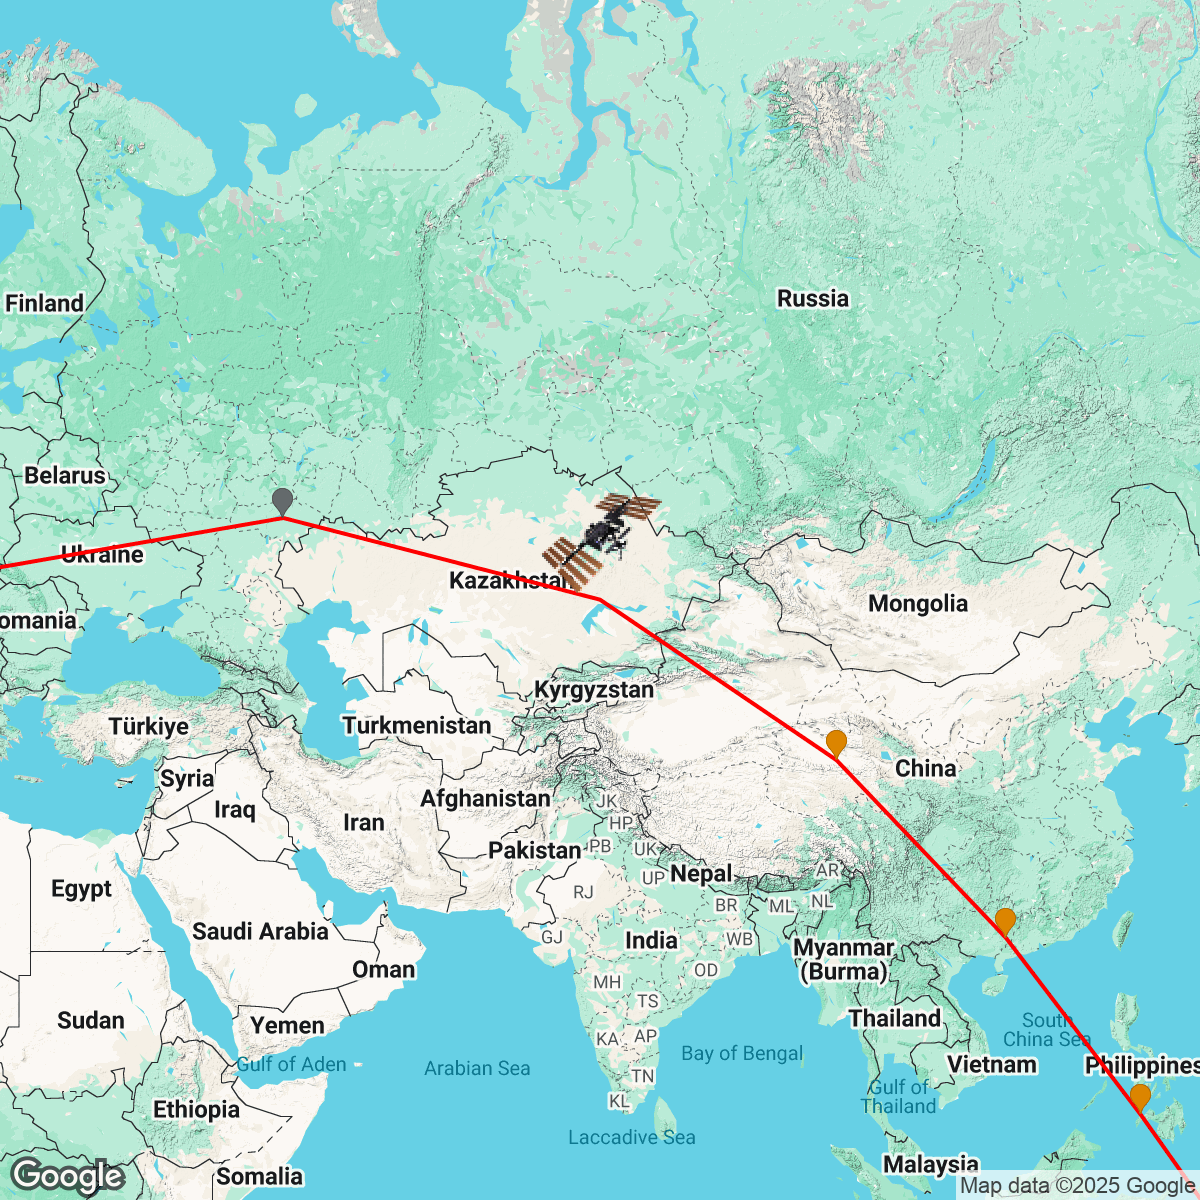 Finland
Russia
Belarus
Ukraine
Kazakhstan
Mongolia
omania
Kyrgyzstan
Türkiye
Turkmenistan
Syria
China
Afghanistan
JK
Iraq
Iran
HP
Pakistan
PB
UK
Nepal
AR
UP
Egypt
RJ
BR
ML
NL
Saudi Arabia
GJ
India
WB
Myanmar
(Burma)
Oman
OD
MH
TS
Sudan
Yemen
KA
AP
Thailand
South
China Sea
Gulf of Aden
Arabian Sea
Bay of Bengal
Vietnam
Philippines
TN
KL
Gulf of
Thailand
Ethiopia
Laccadive Sea
Malaysia
Somalia
Google
Map data ©2025 Google